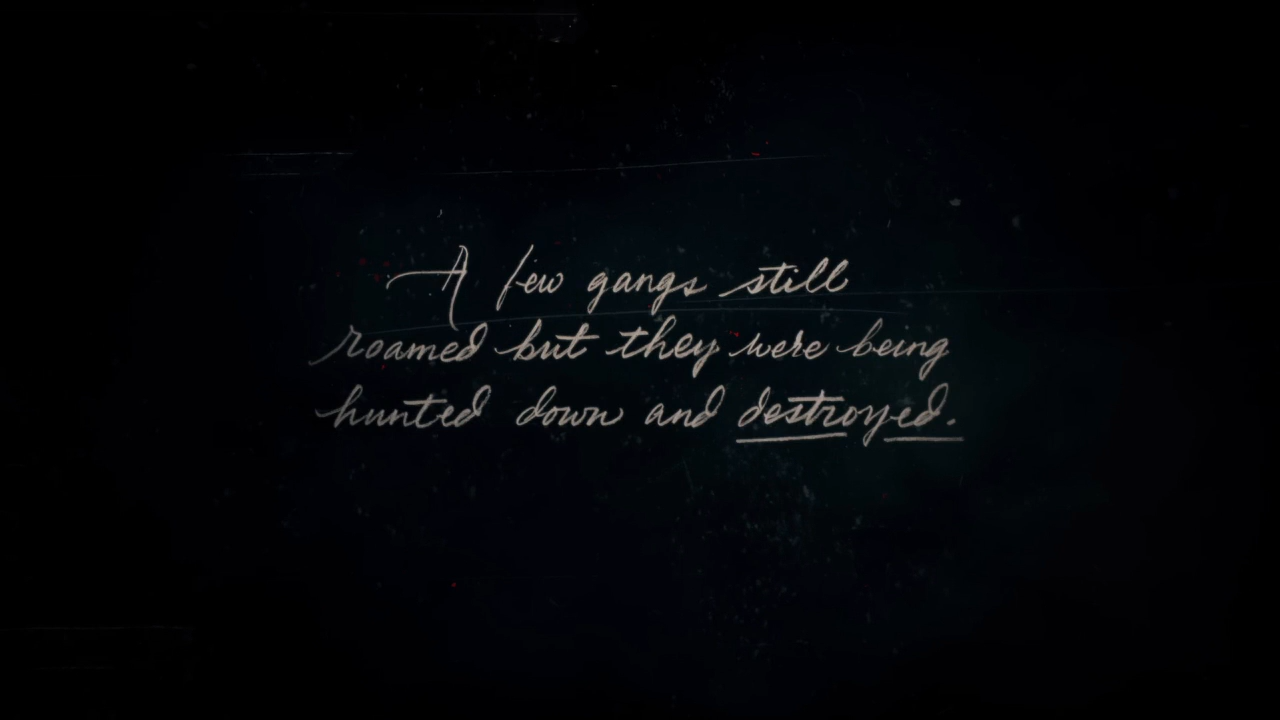 A few gangs still
roamed but they were being
hunted down and destroyed.